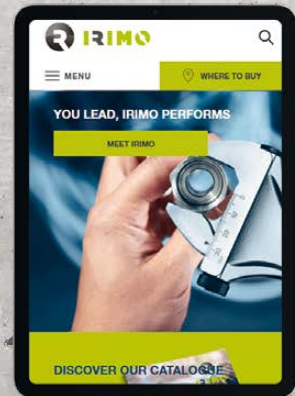 IRIMO
MENU
WHERE TO BUY
YOU LEAD, IRIMO PERFORMS
MEET IRIMO
DISCOVER OUR CATALOGUE